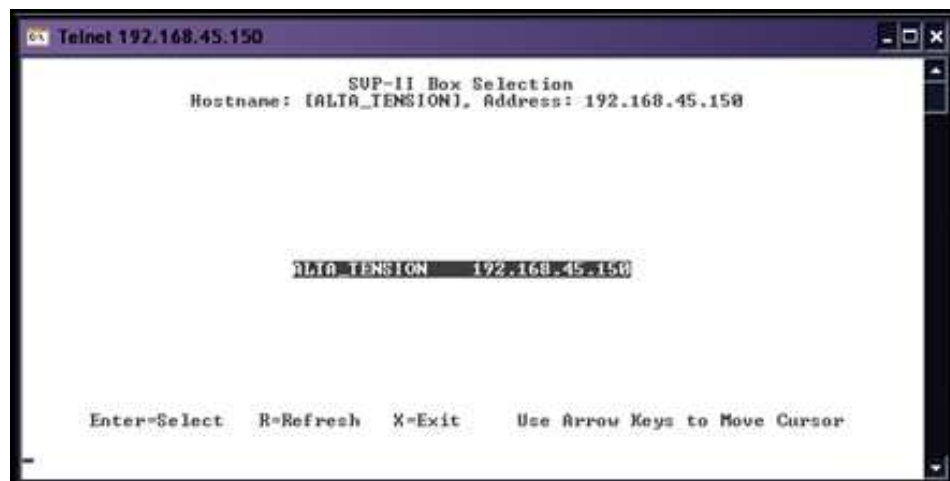 Telnet 192.168.45.150
SVP-II Box Selection
Hostname: [ALTA_TENSION], Address: 192.168.45.150
ALTA_TENSION 192.168.45.150
Enter=Select R=Refresh X=Exit Use Arrow Keys to Move Cursor